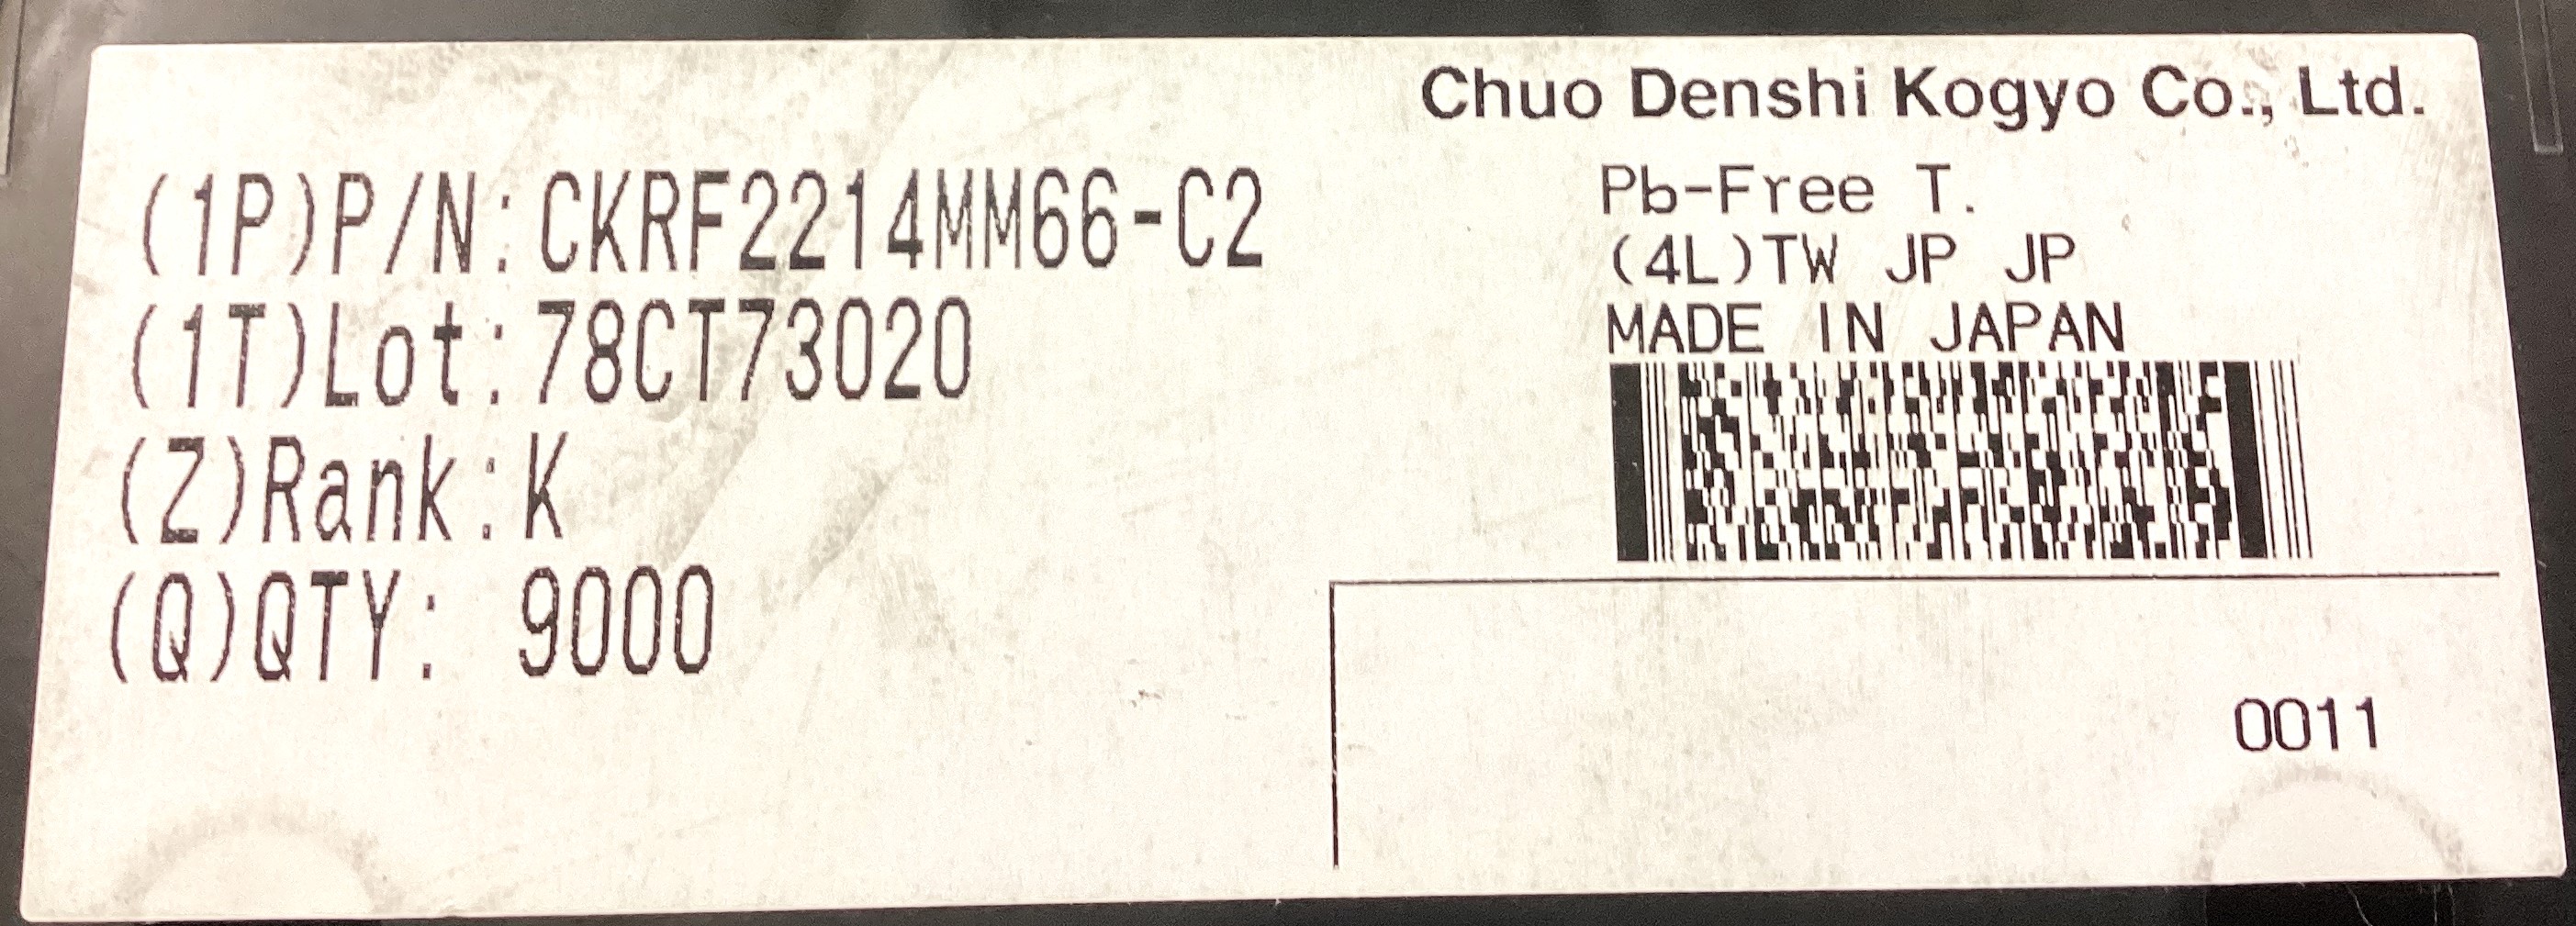 Chuo Denshi Kogyo Co., Ltd.
(1P)P/N:CKRF2214MM66-C2
(1T)Lot:78CT73020
(Z)Rank:K
(Q)QTY: 9000
Pb-Free T.
(4L)TW JP JP
MADE IN JAPAN
0011